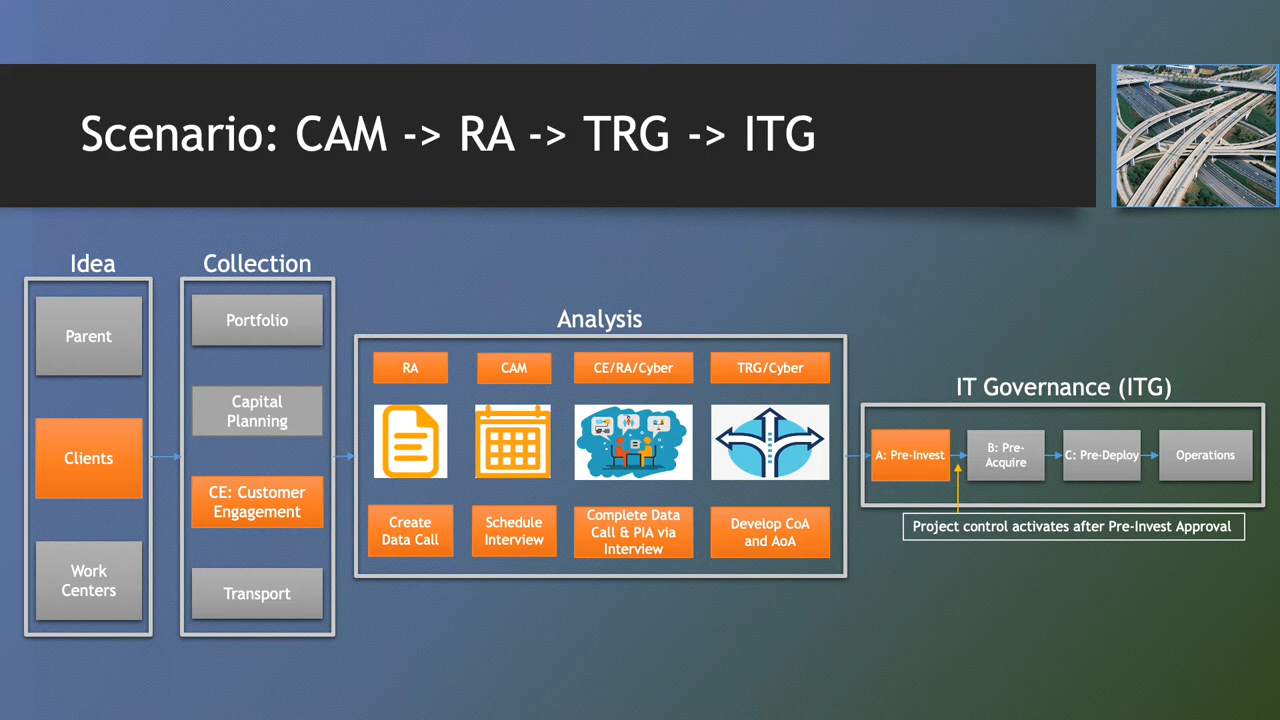 Scenario: CAM -> RA -> TRG -> ITG
Idea
Parent
Clients
Work
Centers
Collection
Portfolio
Capital
Planning
CE: Customer
Engagement
Transport
Analysis
RA
CAM
CE/RA/Cyber
TRG/Cyber
Create
Data Call
Schedule
Interview
Complete Data
Call & PIA via
Interview
Develop CoA
and AoA
IT Governance (ITG)
A: Pre-Invest
B: Pre-
Acquire
C: Pre-Deploy
Operations
Project control activates after Pre-Invest Approval